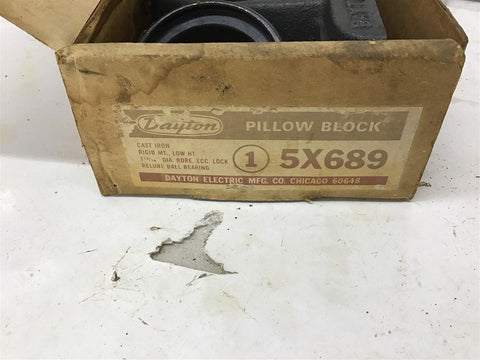 Dayton
PILLOW BLOCK
CAST IRON
RIGID MT., LOW HT
DIA. BORE, ECC. LOCK
RELUBE BALL BEARING
1
5X689
DAYTON ELECTRIC MFG. CO. CHICAGO 60648